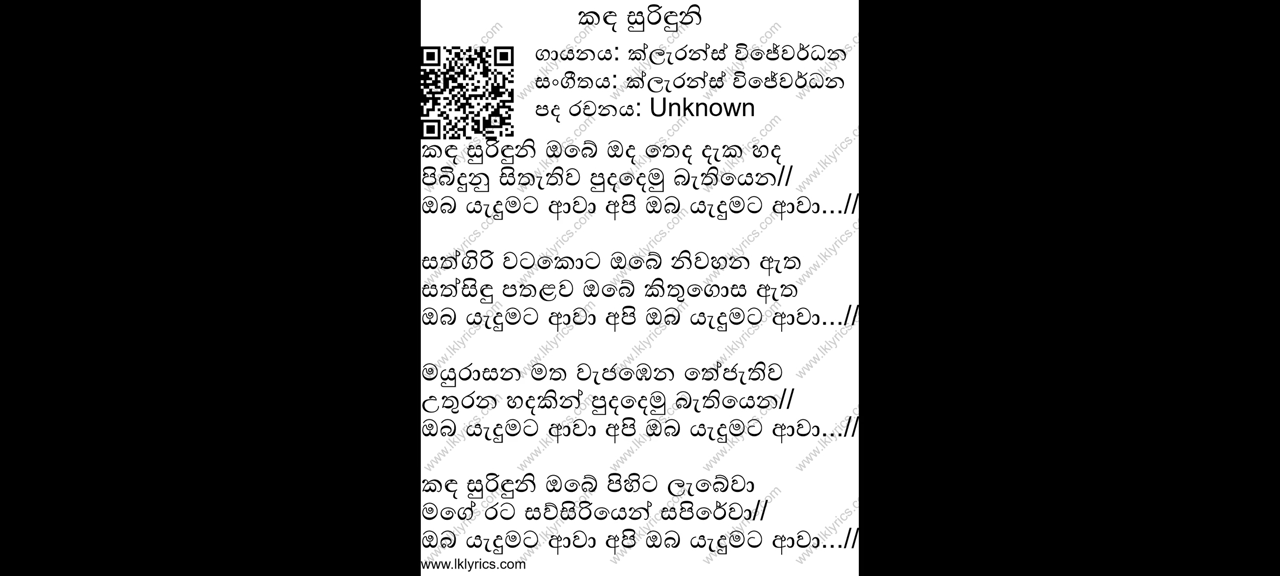 කඳ සුරිඳුනි
ගායනය: ක්ලැරන්ස් විජේවර්ධන
සංගීතය: ක්ලැරන්ස් විජේවර්ධන
පද රචනය: Unknown
කඳ සුරිඳුනි ඔබේ ඔද තෙද දැක හද
පිබිදුනු සිතැතිව පුදදෙමු බැතියෙන//
ඔබ යැදුමට ආවා අපි ඔබ යැදුමට ආවා...//
සත්ගිරි වටකොට ඔබේ නිවහන ඇත
සත්සිඳු පතළව ඔබේ කිතුගොස ඇත
ඔබ යැදුමට ආවා අපි ඔබ යැදුමට ආවා...//
මයුරාසන මත වැජඹෙන තේජැතිව
උතුරන හදකින් පුදදෙමු බැතියෙන//
ඔබ යැදුමට ආවා අපි ඔබ යැදුමට ආවා...//
කඳ සුරිඳුනි ඔබේ පිහිට ලැබේවා
මගේ රට සව්සිරියෙන් සපිරේවා//
ඔබ යැදුමට ආවා අපි ඔබ යැදුමට ආවා...//
www.lklyrics.com